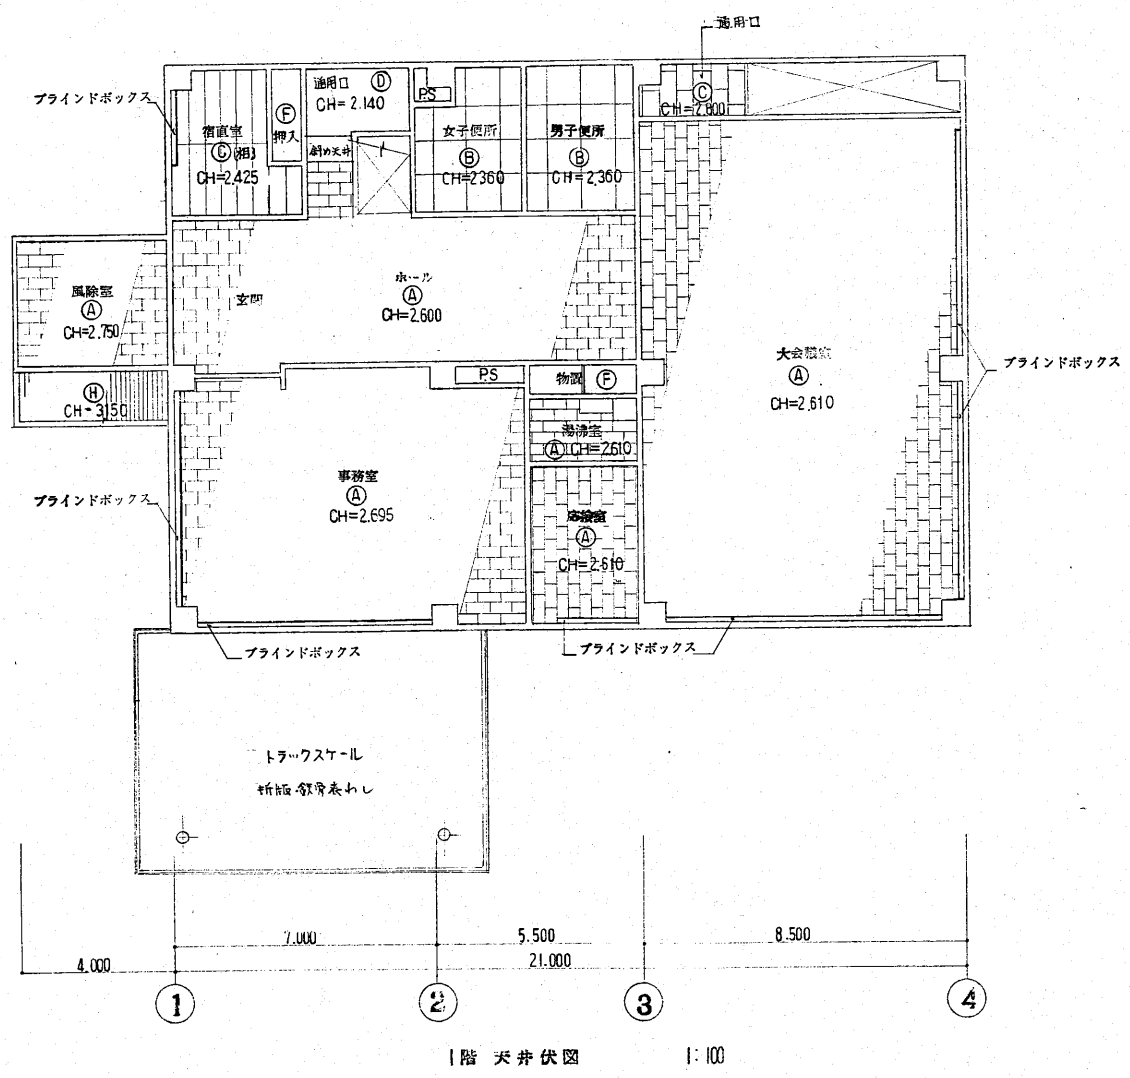 通用口
ブラインドボックス
通用口 D
CH=2.140
PS
C
CH=2.800
F
押入
宿直室
C
CH=2.425
斜め天井
女子便所
B
CH=2.360
男子便所
B
CH=2.360
風除室
A
CH=2.750
玄関
ホール
A
CH=2.600
大会議室
A
CH=2.610
ブラインドボックス
H
CH=3.150
P.S
物置 F
湯沸室
A CH=2.610
事務室
A
CH=2.695
ブラインドボックス
応接室
A
CH=2.610
ブラインドボックス
ブラインドボックス
トラックスケール
折版・鉄骨表わし
7.000
5.500
8.500
4.000
21.000
1
2
3
4
1階 天井伏図 1:100